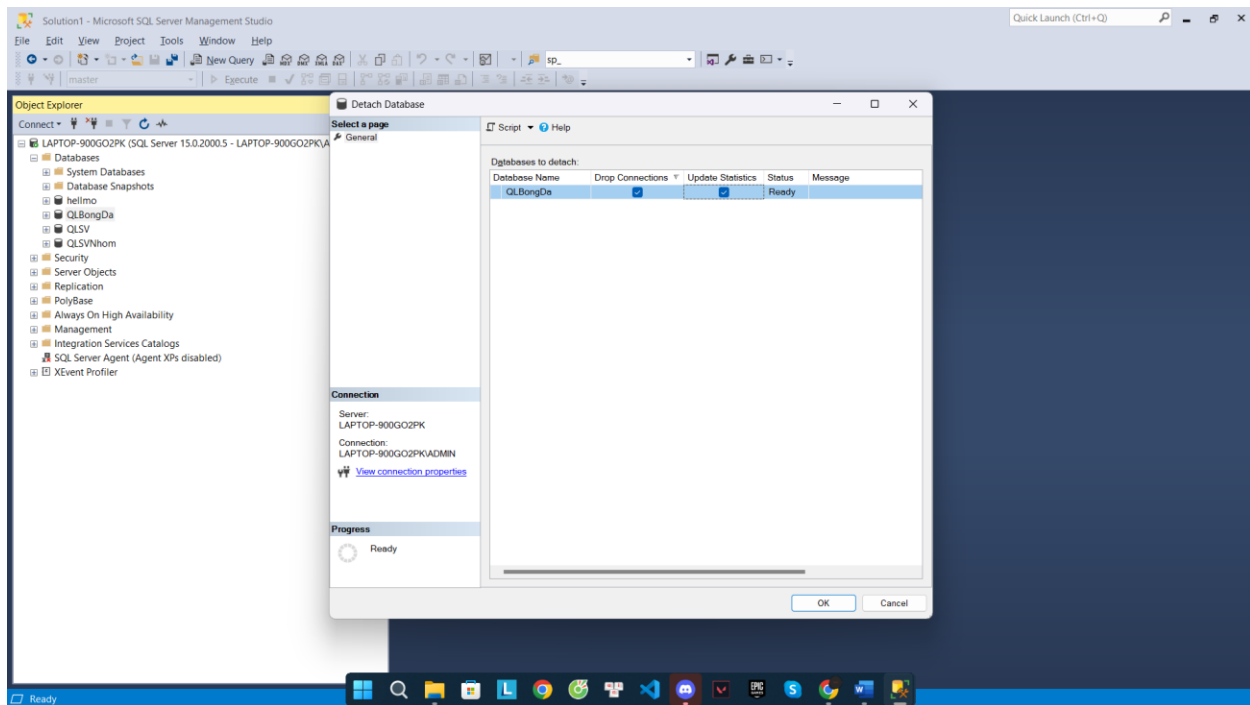 Solution1 - Microsoft SQL Server Management Studio
Quick Launch (Ctrl+Q)
File Edit View Project Tools Window Help
New Query
sp_
master
Execute
Object Explorer
Connect
LAPTOP-900GO2PK (SQL Server 15.0.2000.5 - LAPTOP-900GO2PK\A
Databases
System Databases
Database Snapshots
hellmo
QLBongDa
QLSV
QLSVNhom
Security
Server Objects
Replication
PolyBase
Always On High Availability
Management
Integration Services Catalogs
SQL Server Agent (Agent XPs disabled)
XEvent Profiler
Detach Database
Select a page
General
Script Help
Databases to detach:
Database Name Drop Connections Update Statistics Status Message
QLBongDa Ready
Connection
Server:
LAPTOP-900GO2PK
Connection:
LAPTOP-900GO2PK\ADMIN
View connection properties
Progress
Ready
OK Cancel
Ready